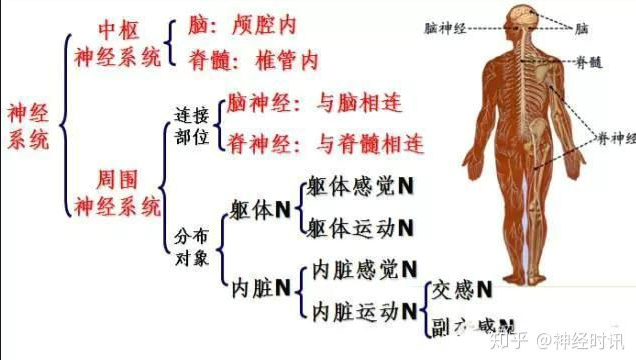 中枢
神经系统
脑：颅腔内
脊髓：椎管内
神经
系统
连接
部位
脑神经：与脑相连
脊神经：与脊髓相连
周围
神经系统
分布
对象
躯体N
躯体感觉N
躯体运动N
内脏N
内脏感觉N
内脏运动N
交感N
副交感N
脑神经
脑
脊髓
脊神经
知乎 @神经时讯